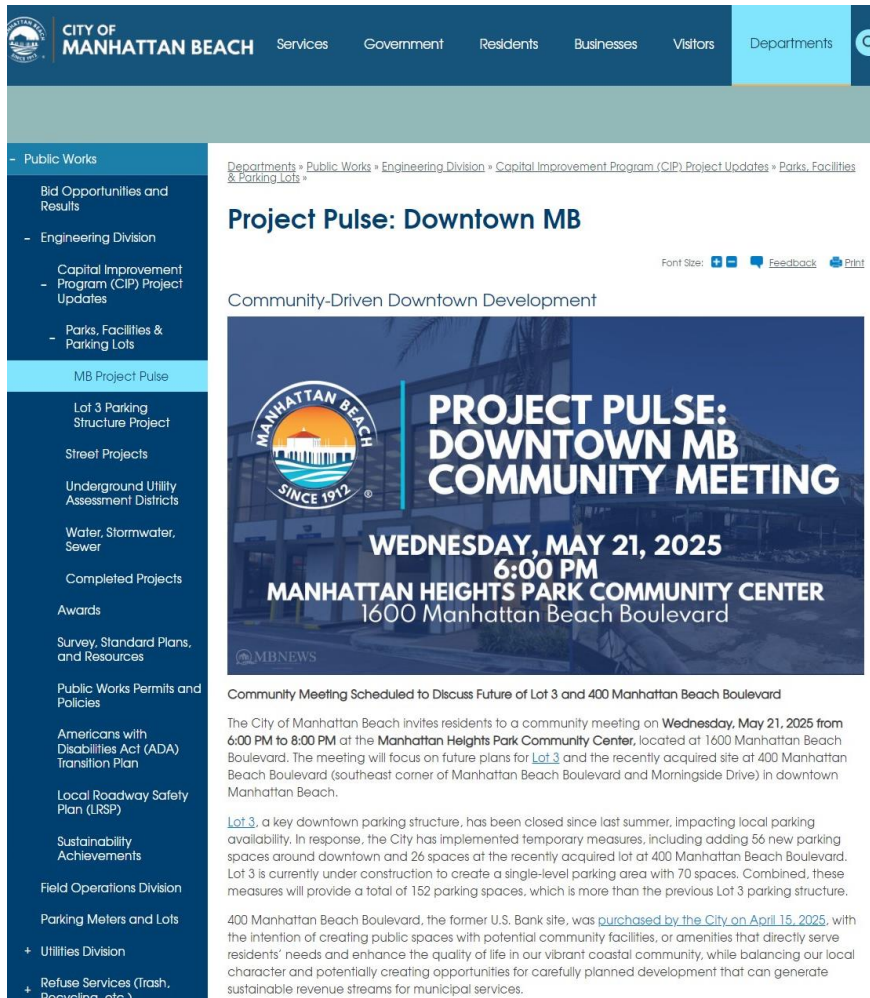 CITY OF
MANHATTAN BEACH
Services
Government
Residents
Businesses
Visitors
Departments
- Public Works
Bid Opportunities and
Results
- Engineering Division
Capital Improvement
- Program (CIP) Project
Updates
- Parks, Facilities &
Parking Lots
MB Project Pulse
Lot 3 Parking
Structure Project
Street Projects
Underground Utility
Assessment Districts
Water, Stormwater,
Sewer
Completed Projects
Awards
Survey, Standard Plans,
and Resources
Public Works Permits and
Policies
Americans with
Disabilities Act (ADA)
Transition Plan
Local Roadway Safety
Plan (LRSP)
Sustainability
Achievements
Field Operations Division
Parking Meters and Lots
+ Utilities Division
+ Refuse Services (Trash,
Recycling, etc.)
Departments » Public Works » Engineering Division » Capital Improvement Program (CIP) Project Updates » Parks, Facilities
& Parking Lots »
Project Pulse: Downtown MB
Font Size: + - Feedback Print
Community-Driven Downtown Development
MANHATTAN BEACH
SINCE 1912 ®
PROJECT PULSE:
DOWNTOWN MB
COMMUNITY MEETING
WEDNESDAY, MAY 21, 2025
6:00 PM
MANHATTAN HEIGHTS PARK COMMUNITY CENTER
1600 Manhattan Beach Boulevard
MBNEWS
Community Meeting Scheduled to Discuss Future of Lot 3 and 400 Manhattan Beach Boulevard
The City of Manhattan Beach invites residents to a community meeting on Wednesday, May 21, 2025 from
6:00 PM to 8:00 PM at the Manhattan Heights Park Community Center, located at 1600 Manhattan Beach
Boulevard. The meeting will focus on future plans for Lot 3 and the recently acquired site at 400 Manhattan
Beach Boulevard (southeast corner of Manhattan Beach Boulevard and Morningside Drive) in downtown
Manhattan Beach.
Lot 3, a key downtown parking structure, has been closed since last summer, impacting local parking
availability. In response, the City has implemented temporary measures, including adding 56 new parking
spaces around downtown and 26 spaces at the recently acquired lot at 400 Manhattan Beach Boulevard.
Lot 3 is currently under construction to create a single-level parking area with 70 spaces. Combined, these
measures will provide a total of 152 parking spaces, which is more than the previous Lot 3 parking structure.
400 Manhattan Beach Boulevard, the former U.S. Bank site, was purchased by the City on April 15, 2025, with
the intention of creating public spaces with potential community facilities, or amenities that directly serve
residents' needs and enhance the quality of life in our vibrant coastal community, while balancing our local
character and potentially creating opportunities for carefully planned development that can generate
sustainable revenue streams for municipal services.